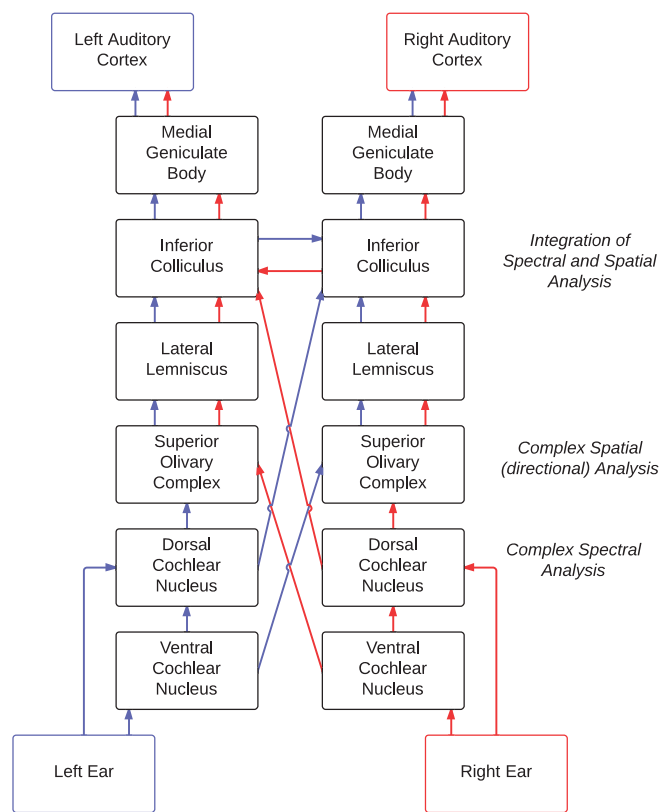 Left Auditory
Cortex
Right Auditory
Cortex
Medial
Geniculate
Body
Medial
Geniculate
Body
Inferior
Colliculus
Inferior
Colliculus
Integration of
Spectral and Spatial
Analysis
Lateral
Lemniscus
Lateral
Lemniscus
Superior
Olivary
Complex
Superior
Olivary
Complex
Complex Spatial
(directional) Analysis
Dorsal
Cochlear
Nucleus
Dorsal
Cochlear
Nucleus
Complex Spectral
Analysis
Ventral
Cochlear
Nucleus
Ventral
Cochlear
Nucleus
Left Ear
Right Ear